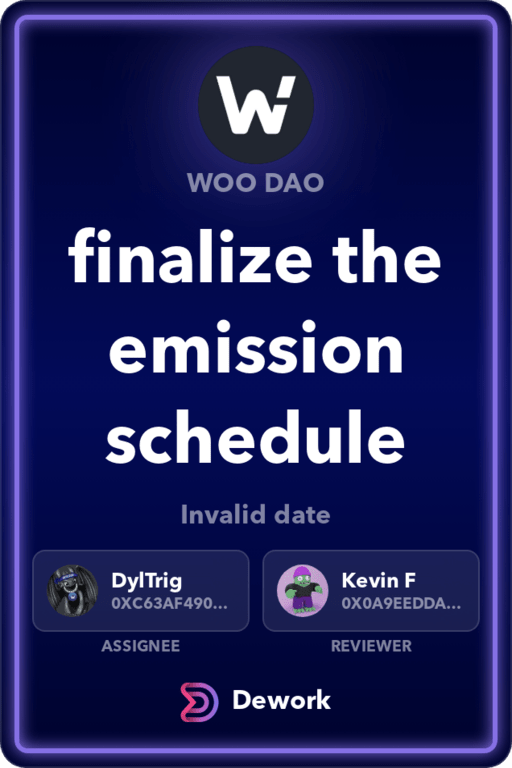 W
WOO DAO
finalize the
emission
schedule
Invalid date
DylTrig
0XC63AF490...
Kevin F
0X0A9EEDDA...
ASSIGNEE
REVIEWER
Dework